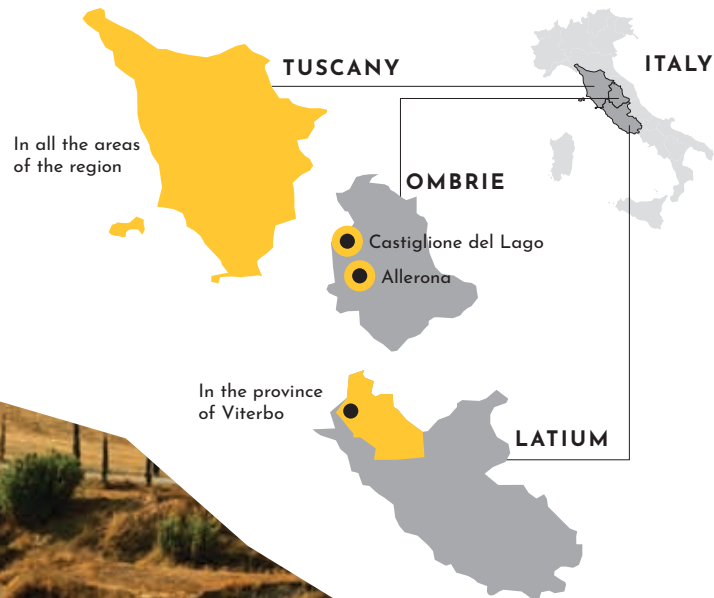 TUSCANY
ITALY
In all the areas
of the region
OMBRIE
Castiglione del Lago
Allerona
In the province
of Viterbo
LATIUM